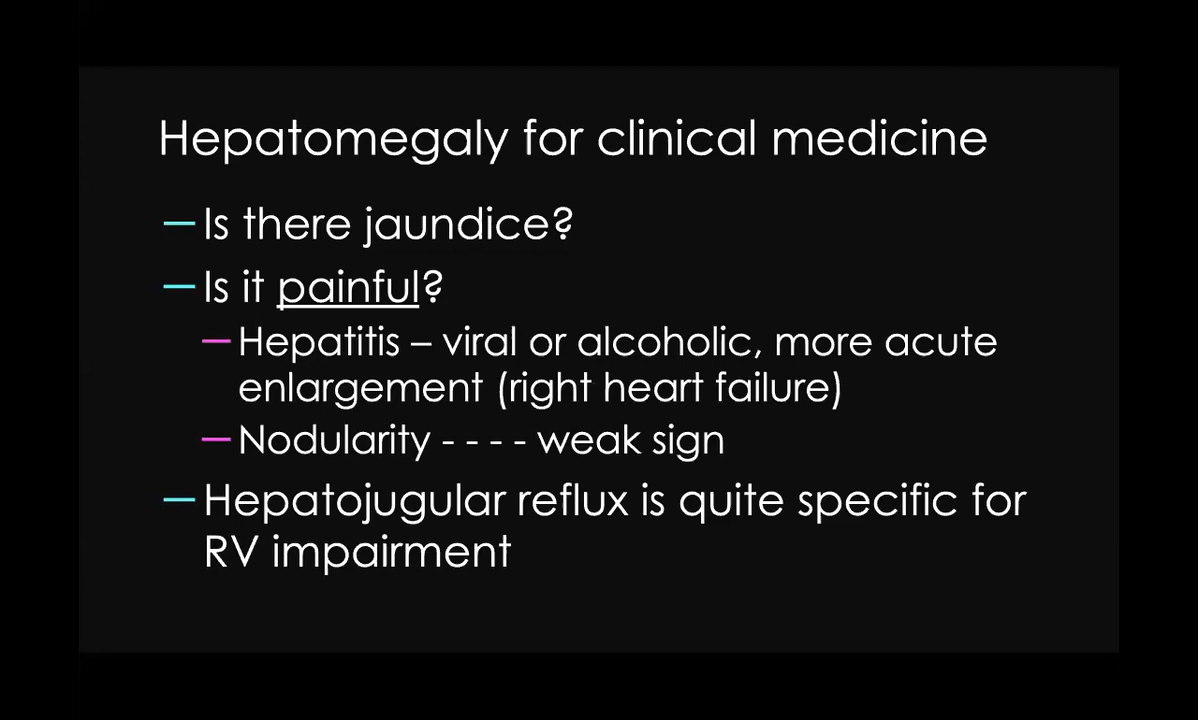 Hepatomegaly for clinical medicine
– Is there jaundice?
– Is it painful?
– Hepatitis – viral or alcoholic, more acute
enlargement (right heart failure)
– Nodularity - - - - weak sign
– Hepatojugular reflux is quite specific for
RV impairment